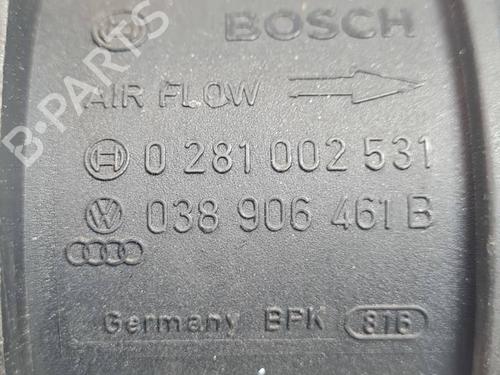 BOSCH
AIR FLOW
0 281 002 531
038 906 461 B
Germany BPK 816
B-PARTS